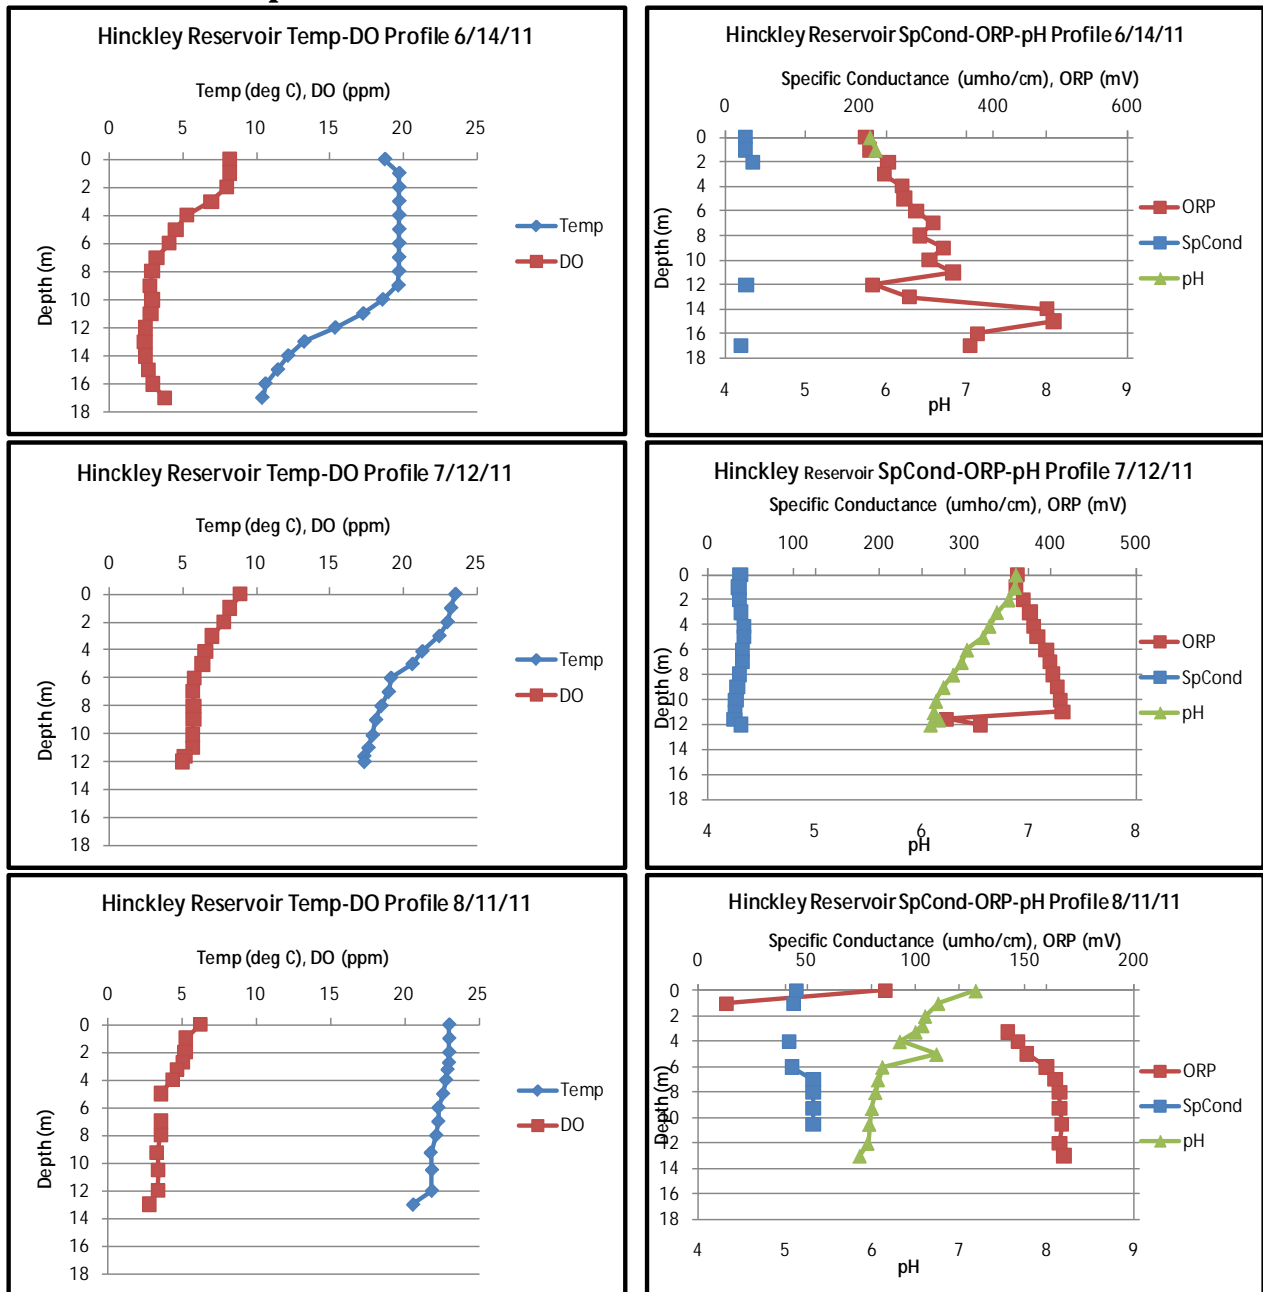 Hinckley Reservoir Temp-DO Profile 6/14/11
Temp (deg C), DO (ppm)
0 5 10 15 20 25
0
2
4
6
8
10
12
14
16
18
Depth (m)
Temp
DO
Hinckley Reservoir SpCond-ORP-pH Profile 6/14/11
Specific Conductance (umho/cm), ORP (mV)
0 200 400 600
0
2
4
6
8
10
12
14
16
18
Depth (m)
ORP
SpCond
pH
4 5 6 7 8 9
pH
Hinckley Reservoir Temp-DO Profile 7/12/11
Temp (deg C), DO (ppm)
0 5 10 15 20 25
0
2
4
6
8
10
12
14
16
18
Depth (m)
Temp
DO
Hinckley Reservoir SpCond-ORP-pH Profile 7/12/11
Specific Conductance (umho/cm), ORP (mV)
0 100 200 300 400 500
0
2
4
6
8
10
12
14
16
18
Depth (m)
ORP
SpCond
pH
4 5 6 7 8
pH
Hinckley Reservoir Temp-DO Profile 8/11/11
Temp (deg C), DO (ppm)
0 5 10 15 20 25
0
2
4
6
8
10
12
14
16
18
Depth (m)
Temp
DO
Hinckley Reservoir SpCond-ORP-pH Profile 8/11/11
Specific Conductance (umho/cm), ORP (mV)
0 50 100 150 200
0
2
4
6
8
10
12
14
16
18
Depth (m)
ORP
SpCond
pH
4 5 6 7 8 9
pH